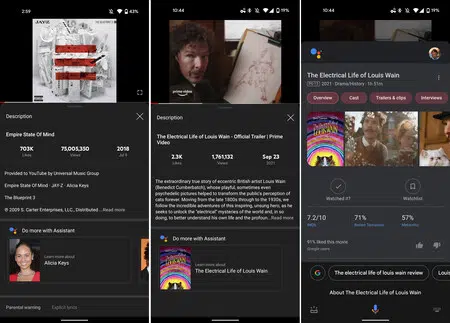 2:59
43%
JAY-Z
Description
Empire State Of Mind
703K
75,005,350
2018
Likes
Views
Jul 9
Provided to YouTube by Universal Music Group
Empire State Of Mind · JAY-Z · Alicia Keys
The Blueprint 3
℗ 2009 S. Carter Enterprises, LLC., Distributed ...Read more
Do more with Assistant
Learn more about
Alicia Keys
Parental warning
Explicit lyrics
10:44
19%
prime video
Description
The Electrical Life of Louis Wain - Official Trailer | Prime
Video
2.3K
1,761,132
Sep 23
Likes
Views
2021
The extraordinary true story of eccentric British artist Louis Wain
(Benedict Cumberbatch), whose playful, sometimes even
psychedelic pictures helped to transform the public's perception of
cats forever. Moving from the late 1800s through to the 1930s, we
follow the incredible adventures of this inspiring, unsung hero, as he
seeks to unlock the "electrical" mysteries of the world and, in so
doing, to better understand his own life and the profoun...Read more
Do more with Assistant
Learn more about
The Electrical Life of Louis Wain
10:44
19%
The Electrical Life of Louis Wain
PG-13 2021 · Drama/History · 1h 51m
Overview
Cast
Trailers & clips
Interviews
Watched it?
Watchlist
7.2/10
71%
57%
IMDb
Rotten Tomatoes
Metacritic
91% liked this movie
Google users
The electrical life of louis wain review
Louis
About The Electrical Life of Louis Wain